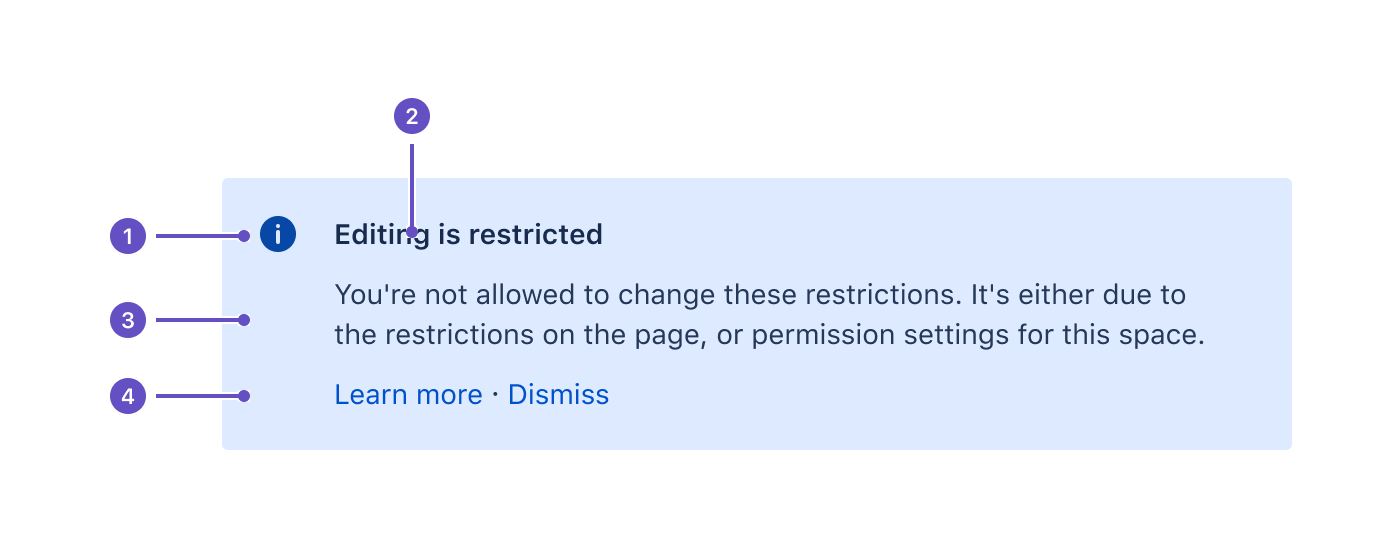 2
1
Editing is restricted
3
You're not allowed to change these restrictions. It's either due to
the restrictions on the page, or permission settings for this space.
4
Learn more · Dismiss